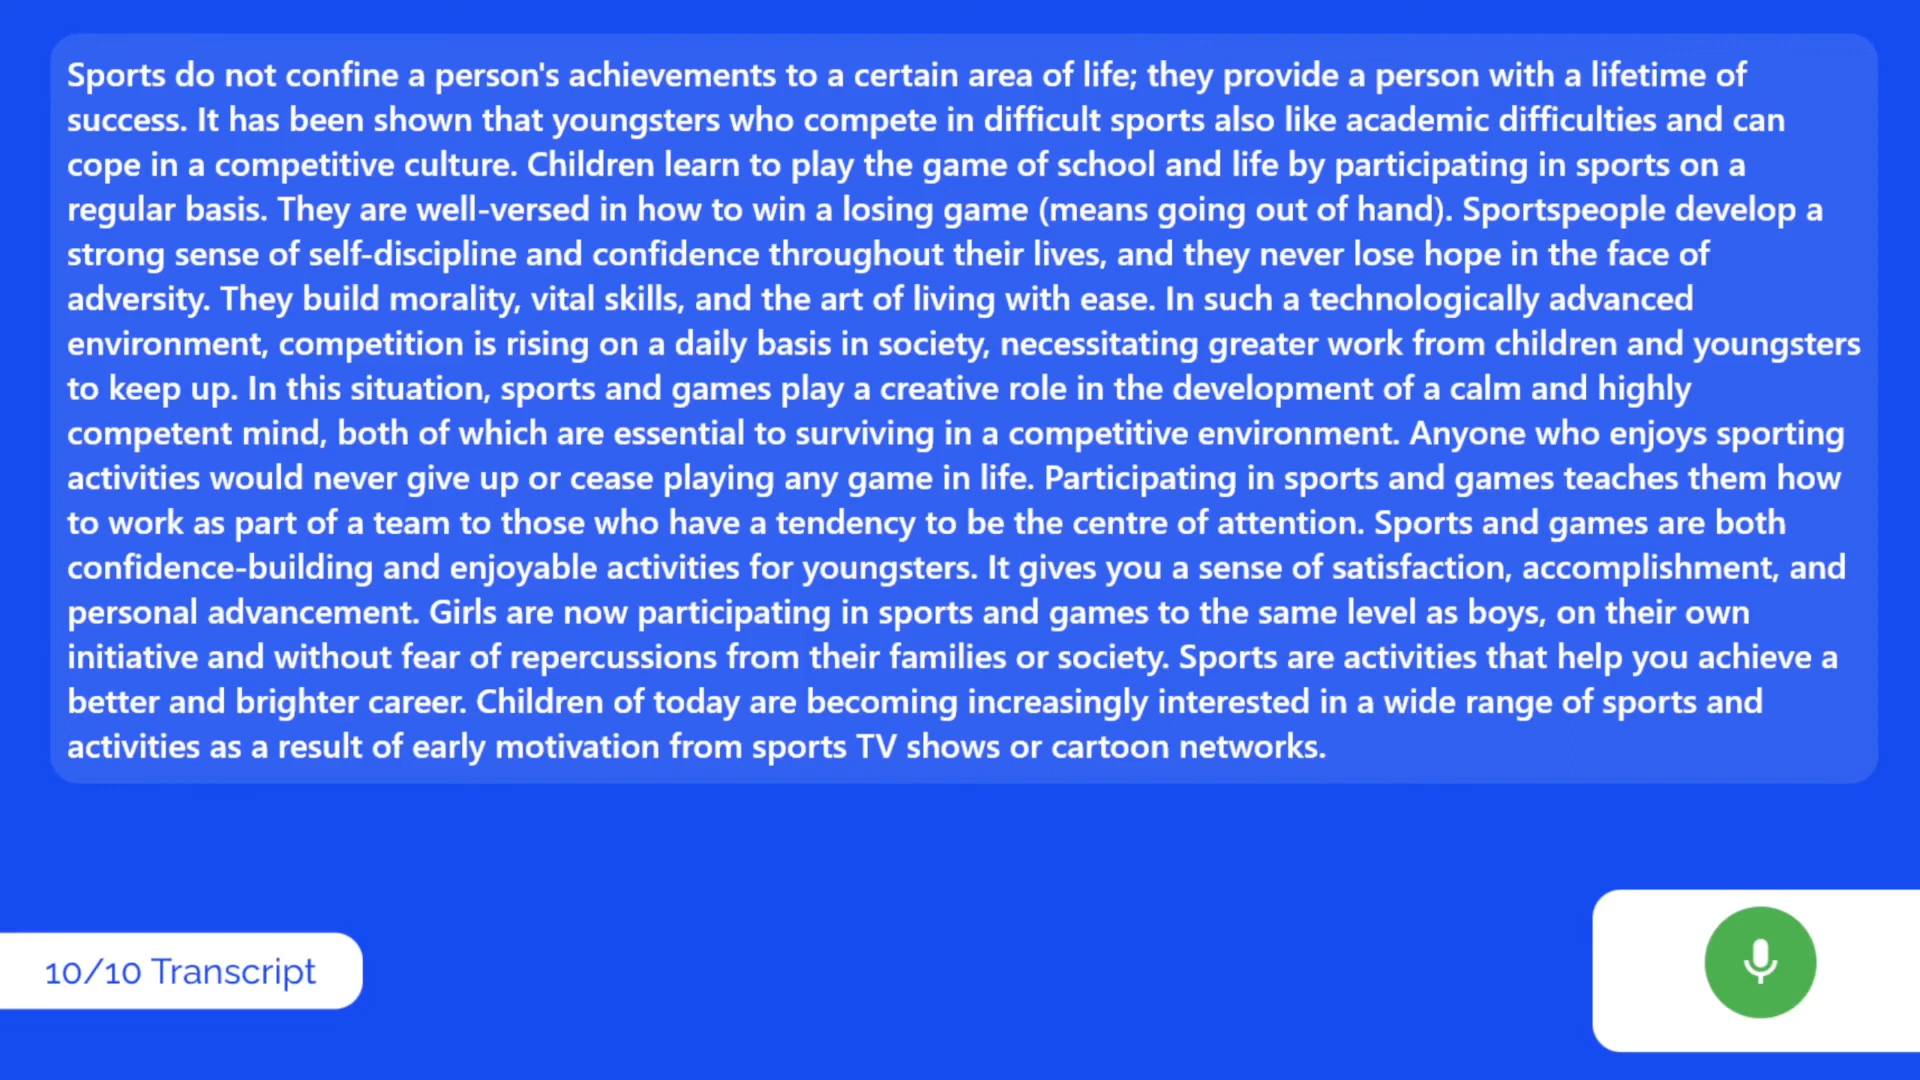 Sports do not confine a person's achievements to a certain area of life; they provide a person with a lifetime of
success. It has been shown that youngsters who compete in difficult sports also like academic difficulties and can
cope in a competitive culture. Children learn to play the game of school and life by participating in sports on a
regular basis. They are well-versed in how to win a losing game (means going out of hand). Sportspeople develop a
strong sense of self-discipline and confidence throughout their lives, and they never lose hope in the face of
adversity. They build morality, vital skills, and the art of living with ease. In such a technologically advanced
environment, competition is rising on a daily basis in society, necessitating greater work from children and youngsters
to keep up. In this situation, sports and games play a creative role in the development of a calm and highly
competent mind, both of which are essential to surviving in a competitive environment. Anyone who enjoys sporting
activities would never give up or cease playing any game in life. Participating in sports and games teaches them how
to work as part of a team to those who have a tendency to be the centre of attention. Sports and games are both
confidence-building and enjoyable activities for youngsters. It gives you a sense of satisfaction, accomplishment, and
personal advancement. Girls are now participating in sports and games to the same level as boys, on their own
initiative and without fear of repercussions from their families or society. Sports are activities that help you achieve a
better and brighter career. Children of today are becoming increasingly interested in a wide range of sports and
activities as a result of early motivation from sports TV shows or cartoon networks.
10/10 Transcript